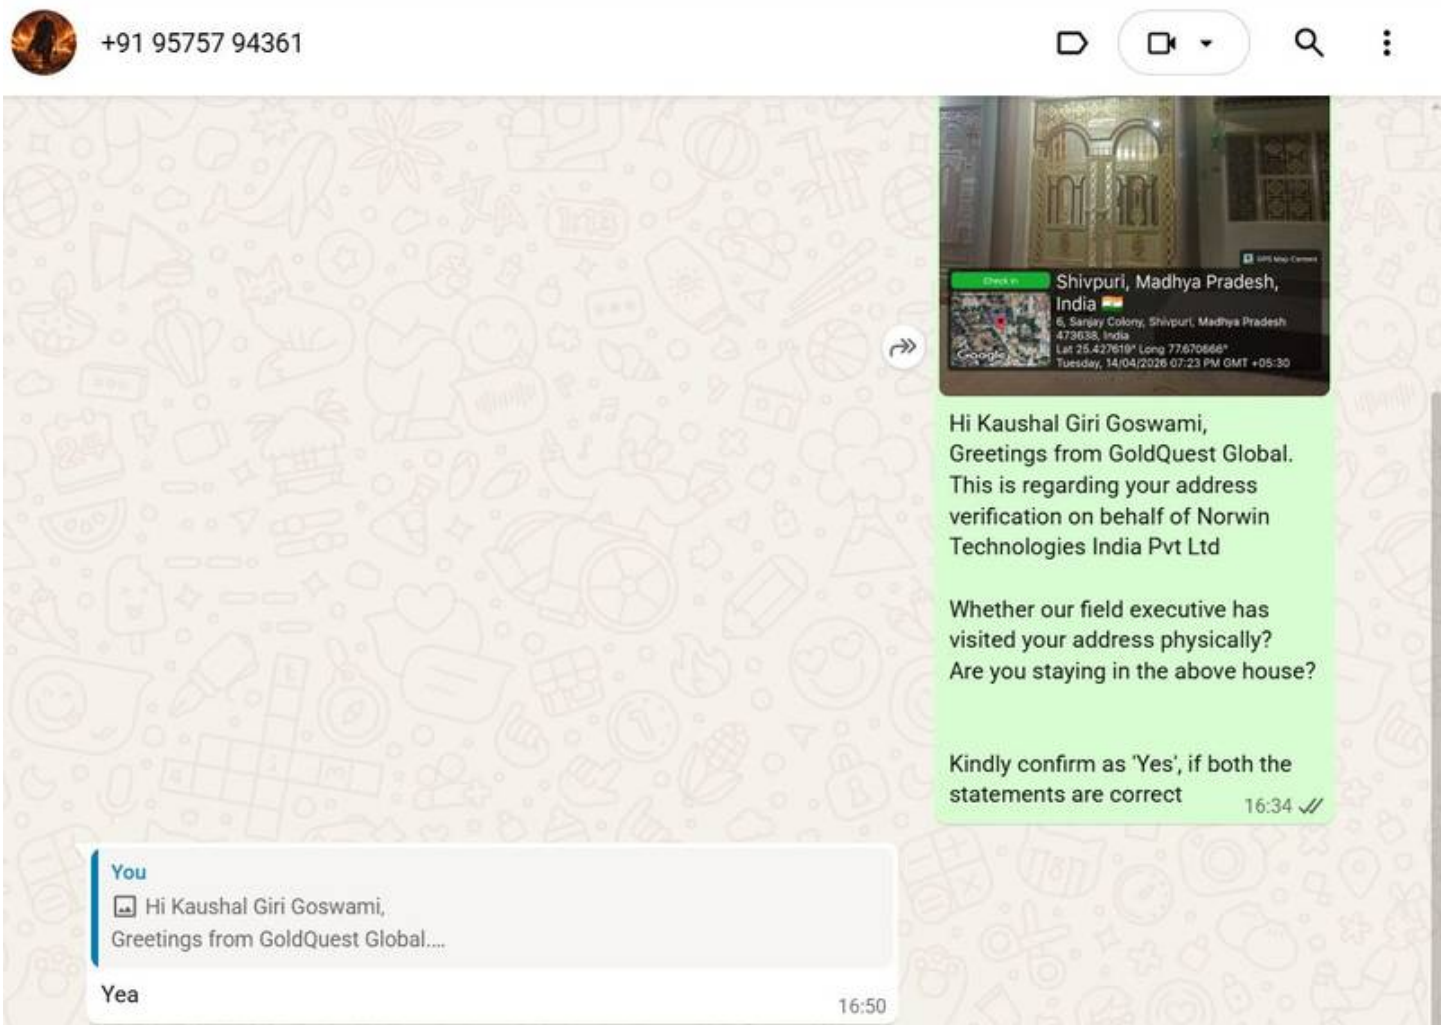 +91 95757 94361
GPS Map Camera
Check in
Shivpuri, Madhya Pradesh,
India
6, Sanjay Colony, Shivpuri, Madhya Pradesh
473638, India
Lat 25.427619° Long 77.670666°
Tuesday, 14/04/2026 07:23 PM GMT +05:30
Google
Hi Kaushal Giri Goswami,
Greetings from GoldQuest Global.
This is regarding your address
verification on behalf of Norwin
Technologies India Pvt Ltd
Whether our field executive has
visited your address physically?
Are you staying in the above house?
Kindly confirm as 'Yes', if both the
statements are correct
16:34
You
Hi Kaushal Giri Goswami,
Greetings from GoldQuest Global....
Yea
16:50